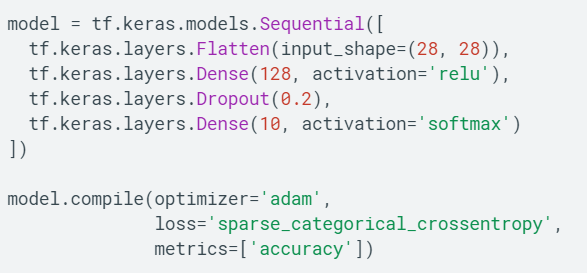 model = tf.keras.models.Sequential([
  tf.keras.layers.Flatten(input_shape=(28, 28)),
  tf.keras.layers.Dense(128, activation='relu'),
  tf.keras.layers.Dropout(0.2),
  tf.keras.layers.Dense(10, activation='softmax')
])

model.compile(optimizer='adam',
              loss='sparse_categorical_crossentropy',
              metrics=['accuracy'])